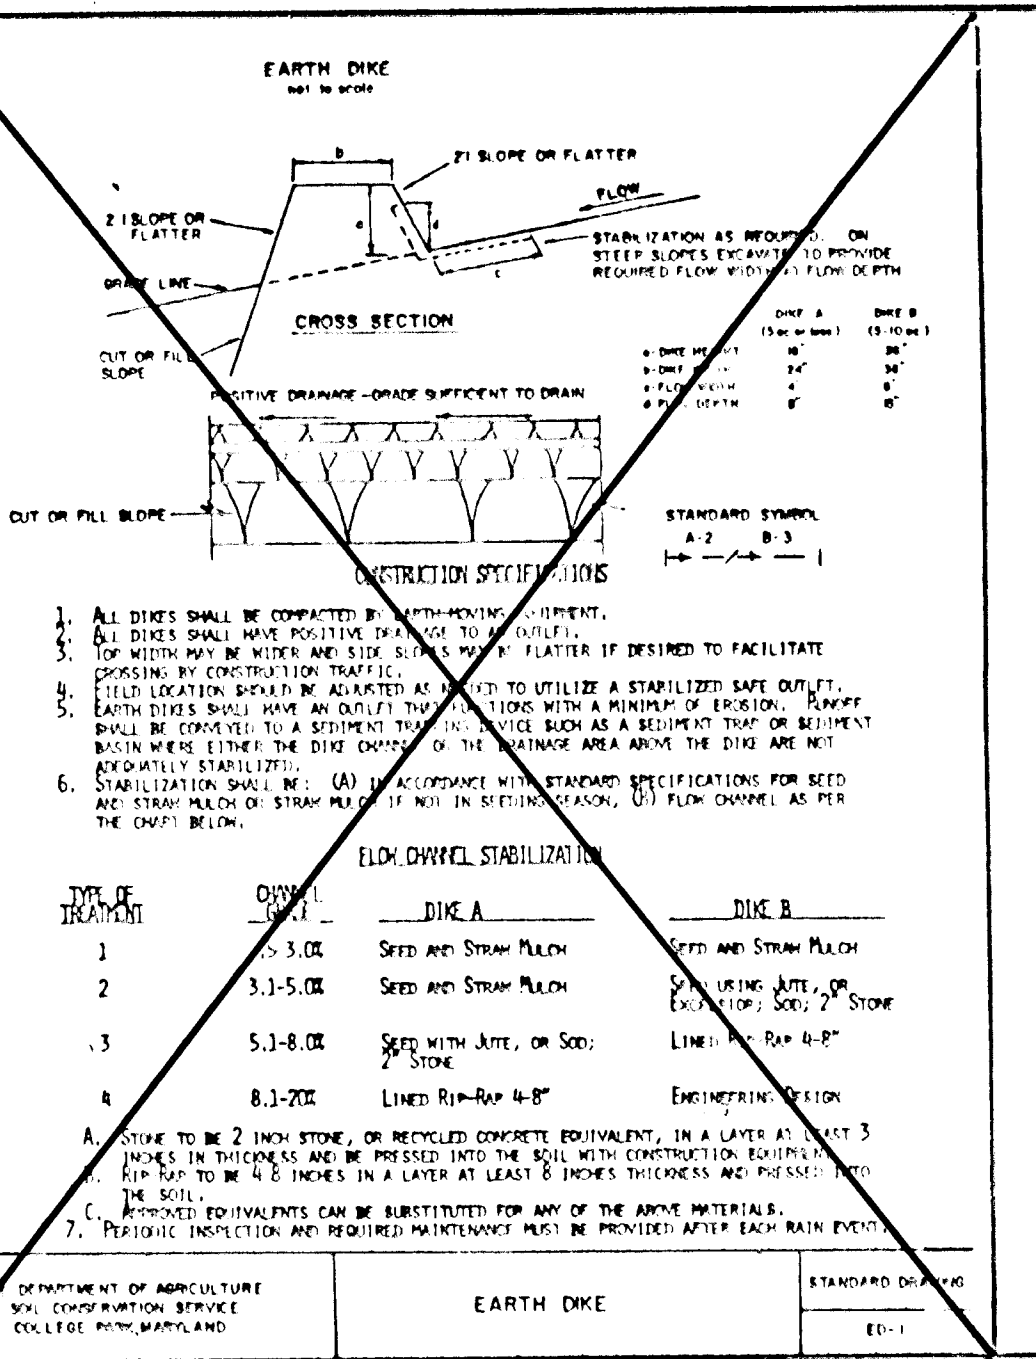 EARTH DIKE
not to scale
b
2:1 SLOPE OR FLATTER
FLOW
2:1 SLOPE OR
FLATTER
a
d
STABILIZATION AS REQUIRED. ON
STEEP SLOPES EXCAVATE TO PROVIDE
REQUIRED FLOW WIDTH AT FLOW DEPTH
c
GRADE LINE
CROSS SECTION
CUT OR FILL
SLOPE
DIKE A
DIKE B
(5 ac or less)
(5-10 ac)
a-DIKE HEIGHT 18" 36"
b-DIKE WIDTH 24" 36"
c-FLOW WIDTH 4' 8'
d-FLOW DEPTH 8" 15"
POSITIVE DRAINAGE-GRADE SUFFICIENT TO DRAIN
CUT OR FILL SLOPE
STANDARD SYMBOL
A-2 B-3
CONSTRUCTION SPECIFICATIONS
1. ALL DIKES SHALL BE COMPACTED BY EARTH-MOVING EQUIPMENT.
2. ALL DIKES SHALL HAVE POSITIVE DRAINAGE TO AN OUTLET.
3. TOP WIDTH MAY BE WIDER AND SIDE SLOPES MAY BE FLATTER IF DESIRED TO FACILITATE
CROSSING BY CONSTRUCTION TRAFFIC.
4. FIELD LOCATION SHOULD BE ADJUSTED AS NEEDED TO UTILIZE A STABILIZED SAFE OUTLET.
5. EARTH DIKES SHALL HAVE AN OUTLET THAT FUNCTIONS WITH A MINIMUM OF EROSION. RUNOFF
SHALL BE CONVEYED TO A SEDIMENT TRAPPING DEVICE SUCH AS A SEDIMENT TRAP OR SEDIMENT
BASIN WHERE EITHER THE DIKE CHANNEL OR THE DRAINAGE AREA ABOVE THE DIKE ARE NOT
ADEQUATELY STABILIZED.
6. STABILIZATION SHALL BE: (A) IN ACCORDANCE WITH STANDARD SPECIFICATIONS FOR SEED
AND STRAW MULCH OR STRAW MULCH IF NOT IN SEEDING SEASON, (B) FLOW CHANNEL AS PER
THE CHART BELOW.
FLOW CHANNEL STABILIZATION
TYPE OF
TREATMENT
CHANNEL
GRADE
DIKE A
DIKE B
1 .5-3.0% SEED AND STRAW MULCH SEED AND STRAW MULCH
2 3.1-5.0% SEED AND STRAW MULCH SEED USING JUTE, OR
EXCELSIOR; SOD; 2" STONE
3 5.1-8.0% SEED WITH JUTE, OR SOD; LINED RIP-RAP 4-8"
2" STONE
4 8.1-20% LINED RIP-RAP 4-8" ENGINEERING DESIGN
A. STONE TO BE 2 INCH STONE, OR RECYCLED CONCRETE EQUIVALENT, IN A LAYER AT LEAST 3
INCHES IN THICKNESS AND BE PRESSED INTO THE SOIL WITH CONSTRUCTION EQUIPMENT.
B. RIP RAP TO BE 4-8 INCHES IN A LAYER AT LEAST 8 INCHES THICKNESS AND PRESSED INTO
THE SOIL.
C. APPROVED EQUIVALENTS CAN BE SUBSTITUTED FOR ANY OF THE ABOVE MATERIALS.
7. PERIODIC INSPECTION AND REQUIRED MAINTENANCE MUST BE PROVIDED AFTER EACH RAIN EVENT.
DEPARTMENT OF AGRICULTURE
SOIL CONSERVATION SERVICE
COLLEGE PARK, MARYLAND
EARTH DIKE
STANDARD DRAWING
ED-1